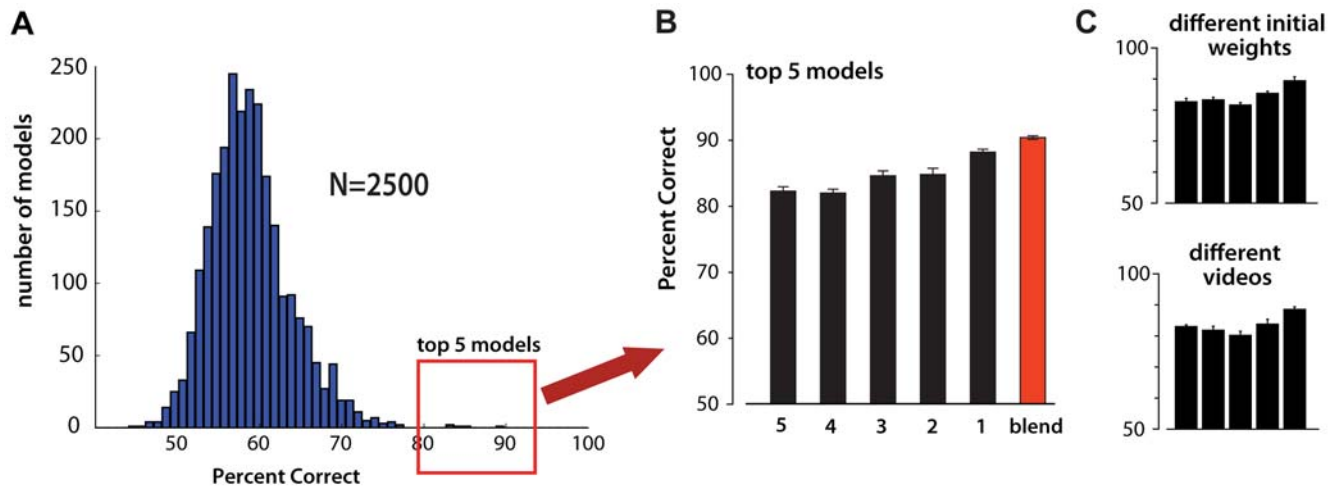 A
number of models
250
200
150
100
50
0
N=2500
top 5 models
50
60
70
80
90
100
Percent Correct
B
top 5 models
Percent Correct
100
90
80
70
60
50
5
4
3
2
1
blend
C
different initial
weights
100
50
different
videos
100
50